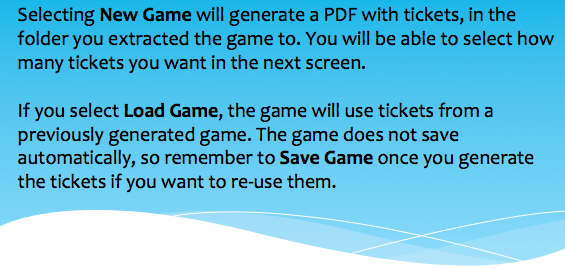 Selecting New Game will generate a PDF with tickets, in the
folder you extracted the game to. You will be able to select how
many tickets you want in the next screen.
If you select Load Game, the game will use tickets from a
previously generated game. The game does not save
automatically, so remember to Save Game once you generate
the tickets if you want to re-use them.